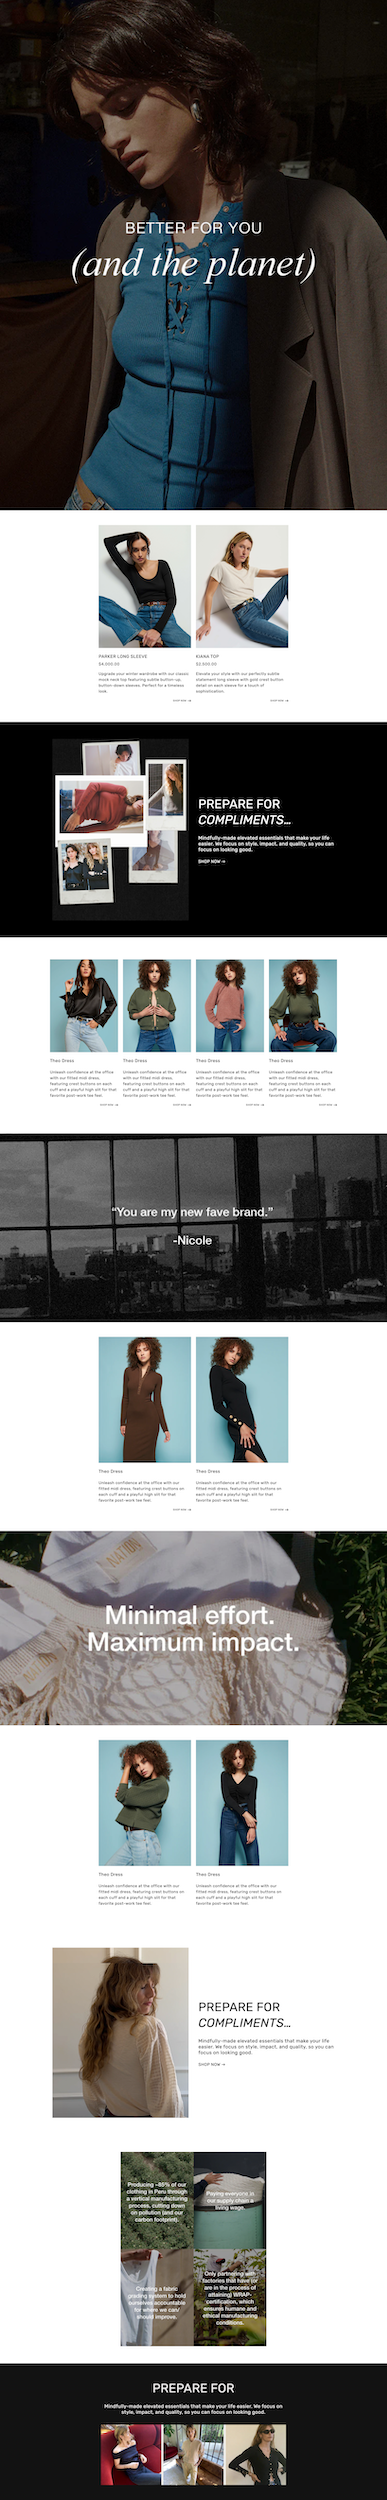 BETTER FOR YOU
(and the planet)
PARKER LONG SLEEVE
$4,000.00
Upgrade your winter wardrobe with our classic
mock neck top featuring subtle button-up,
button-down sleeves. Perfect for a timeless
look.
SHOP NOW →
KIANA TOP
$2,500.00
Elevate your style with our perfectly subtle
statement long sleeve with gold crest button
detail on each sleeve for a touch of
sophistication.
SHOP NOW →
PREPARE FOR
COMPLIMENTS...
Mindfully-made elevated essentials that make your life
easier. We focus on style, impact, and quality, so you can
focus on looking good.
SHOP NOW →
Theo Dress
Unleash confidence at the office with
our fitted midi dress,
featuring crest buttons on each
cuff and a playful high slit for that
favorite post-work tee feel.
SHOP NOW →
Theo Dress
Unleash confidence at the office
with our fitted midi dress,
featuring crest buttons on each
cuff and a playful high slit for that
favorite post-work tee feel.
SHOP NOW →
Theo Dress
Unleash confidence at the office
with our fitted midi dress,
featuring crest buttons on each
cuff and a playful high slit for that
favorite post-work tee feel.
SHOP NOW →
Theo Dress
Unleash confidence at the office
with our fitted midi dress,
featuring crest buttons on each
cuff and a playful high slit for that
favorite post-work tee feel.
SHOP NOW →
“You are my new fave brand.”
-Nicole
Theo Dress
Unleash confidence at the office with our
fitted midi dress, featuring crest buttons on
each cuff and a playful high slit for that
favorite post-work tee feel.
SHOP NOW →
Theo Dress
Unleash confidence at the office with our
fitted midi dress, featuring crest buttons on
each cuff and a playful high slit for that
favorite post-work tee feel.
SHOP NOW →
NATION
Minimal effort.
Maximum impact.
Theo Dress
Unleash confidence at the office with our
fitted midi dress, featuring crest buttons on
each cuff and a playful high slit for that
favorite post-work tee feel.
Theo Dress
Unleash confidence at the office with our
fitted midi dress, featuring crest buttons on
each cuff and a playful high slit for that
favorite post-work tee feel.
PREPARE FOR
COMPLIMENTS...
Mindfully-made elevated essentials that make your life
easier. We focus on style, impact, and quality, so you can
focus on looking good.
SHOP NOW →
Producing ~85% of our
clothing in Peru through
a vertical manufacturing
process, cutting down
on pollution (and our
carbon footprint).
Paying everyone in
our supply chain a
living wage.
Creating a fabric
grading system to hold
ourselves accountable
for where we can/
should improve.
Only partnering with
factories that have (or
are in the process of
attaining) WRAP-
certification, which
ensures humane and
ethical manufacturing
conditions.
PREPARE FOR
Mindfully-made elevated essentials that make your life easier. We focus on
style, impact, and quality, so you can focus on looking good.